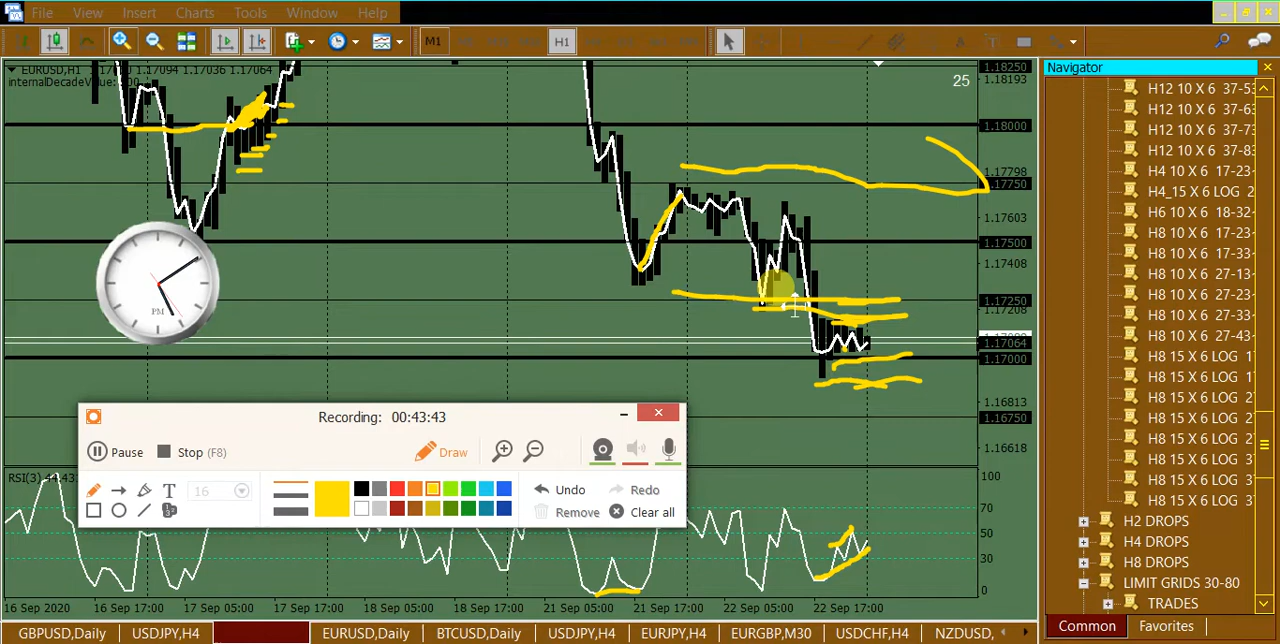 File View Insert Charts Tools Window Help
M1 H1
EURUSD,H1 1.17094 1.17036 1.17064
25
1.18250
1.18193
1.18000
1.17798
1.17750
1.17603
1.17500
1.17408
1.17250
1.17208
1.17064
1.17000
1.16813
1.16750
1.16618
PM
Recording: 00:43:43
Pause Stop (F8) Draw
T 16
Undo Redo
Remove Clear all
100
70
50
30
0
16 Sep 2020 16 Sep 17:00 17 Sep 05:00 17 Sep 17:00 18 Sep 05:00 18 Sep 17:00 21 Sep 05:00 21 Sep 17:00 22 Sep 05:00 22 Sep 17:00
GBPUSD,Daily USDJPY,H4 EURUSD,Daily BTCUSD,Daily USDJPY,H4 EURJPY,H4 EURGBP,M30 USDCHF,H4 NZDUSD,
Navigator
H12 10 X 6 37-53
H12 10 X 6 37-63
H12 10 X 6 37-73
H12 10 X 6 37-83
H4 10 X 6 17-23
H4_15 X 6 LOG 2
H6 10 X 6 18-32
H8 10 X 6 17-23
H8 10 X 6 17-33
H8 10 X 6 27-13
H8 10 X 6 27-23
H8 10 X 6 27-33
H8 10 X 6 27-43
H8 15 X 6 LOG 1
H8 15 X 6 LOG 1
H8 15 X 6 LOG 2
H8 15 X 6 LOG 2
H8 15 X 6 LOG 2
H8 15 X 6 LOG 3
H8 15 X 6 LOG 3
H8 15 X 6 LOG 3
H2 DROPS
H4 DROPS
H8 DROPS
LIMIT GRIDS 30-80
TRADES
Common Favorites